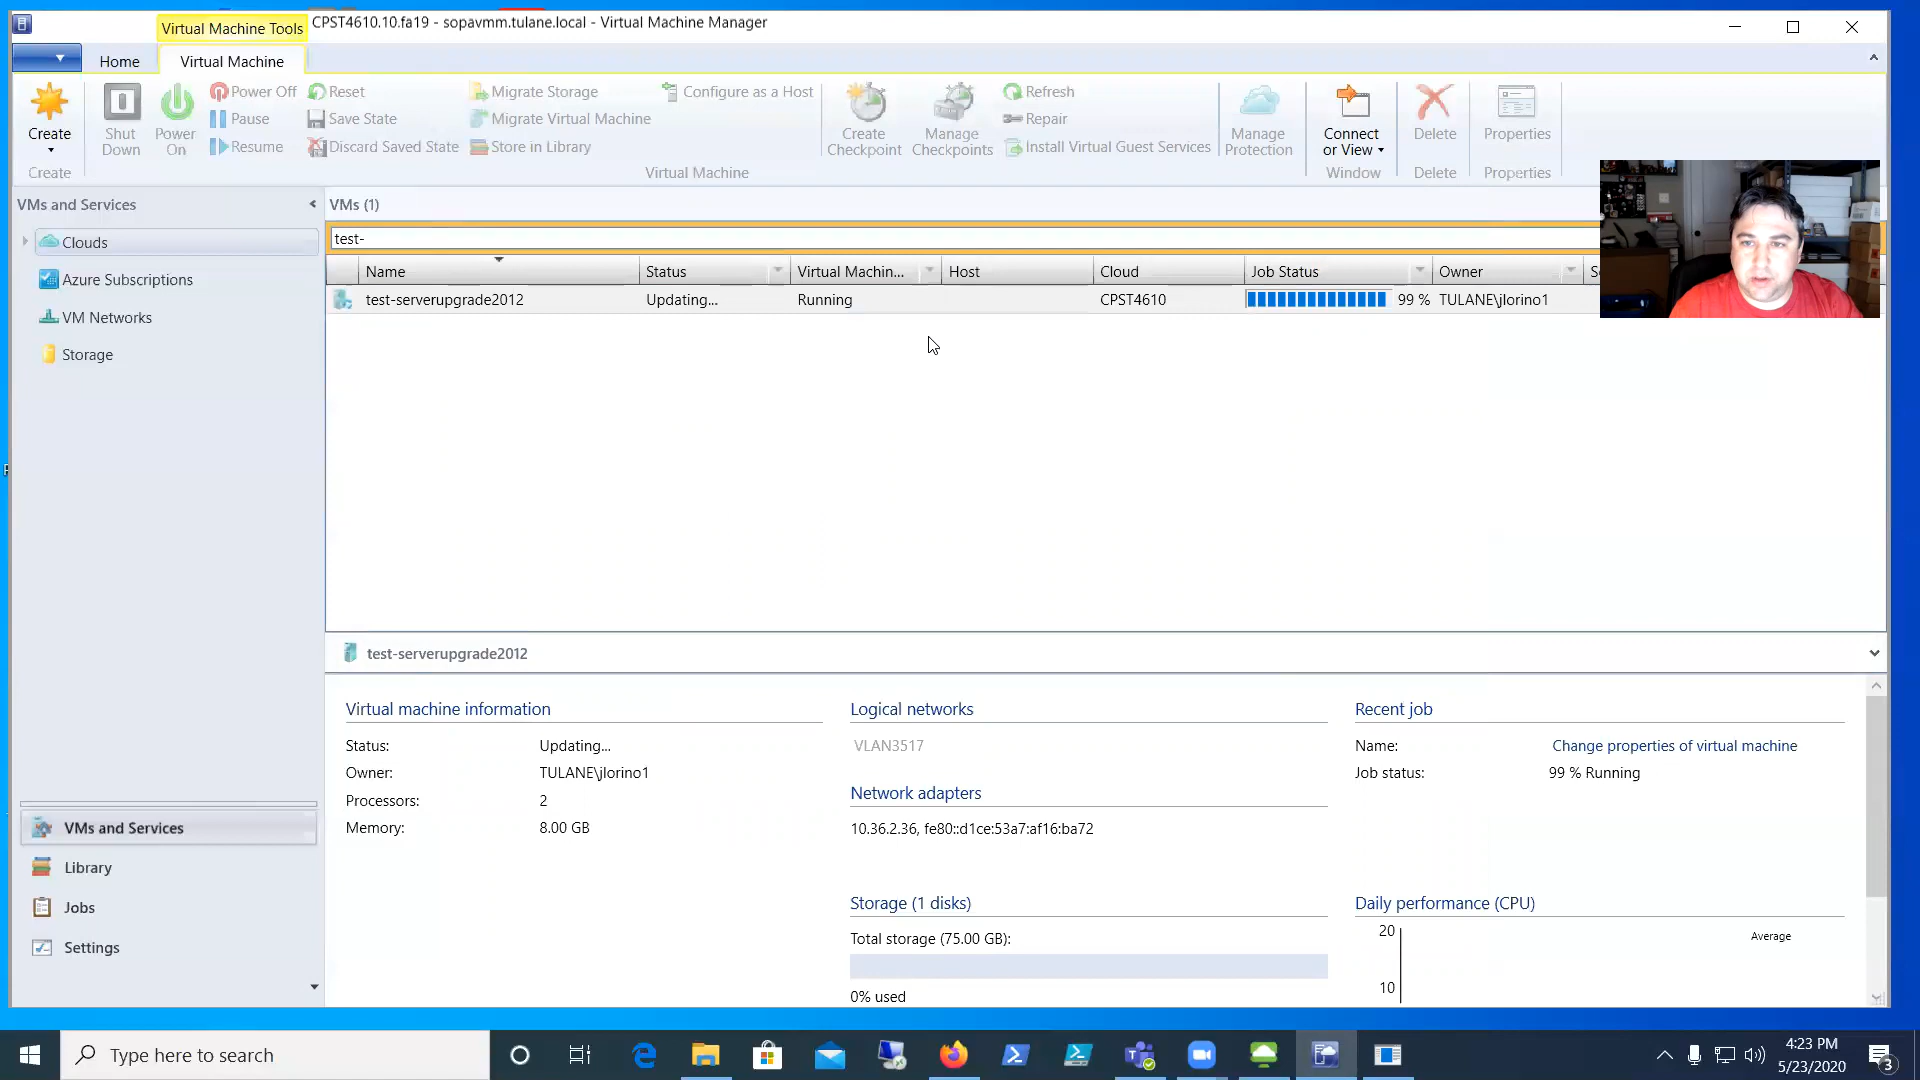 Virtual Machine Tools
CPST4610.10.fa19 - sopavmm.tulane.local - Virtual Machine Manager
Home
Virtual Machine
Create
Shut Down
Power On
Power Off
Pause
Resume
Reset
Save State
Discard Saved State
Migrate Storage
Migrate Virtual Machine
Store in Library
Configure as a Host
Create Checkpoint
Manage Checkpoints
Refresh
Repair
Install Virtual Guest Services
Manage Protection
Connect or View
Delete
Properties
Create
Virtual Machine
Window
Delete
Properties
VMs and Services
Clouds
Azure Subscriptions
VM Networks
Storage
VMs (1)
test-
Name Status Virtual Machin... Host Cloud Job Status Owner
test-serverupgrade2012 Updating... Running CPST4610 99 % TULANE\jlorino1
test-serverupgrade2012
Virtual machine information
Status: Updating...
Owner: TULANE\jlorino1
Processors: 2
Memory: 8.00 GB
Logical networks
VLAN3517
Network adapters
10.36.2.36, fe80::d1ce:53a7:af16:ba72
Storage (1 disks)
Total storage (75.00 GB):
0% used
Recent job
Name: Change properties of virtual machine
Job status: 99 % Running
Daily performance (CPU)
20
10
Average
VMs and Services
Library
Jobs
Settings
Type here to search
4:23 PM
5/23/2020
3